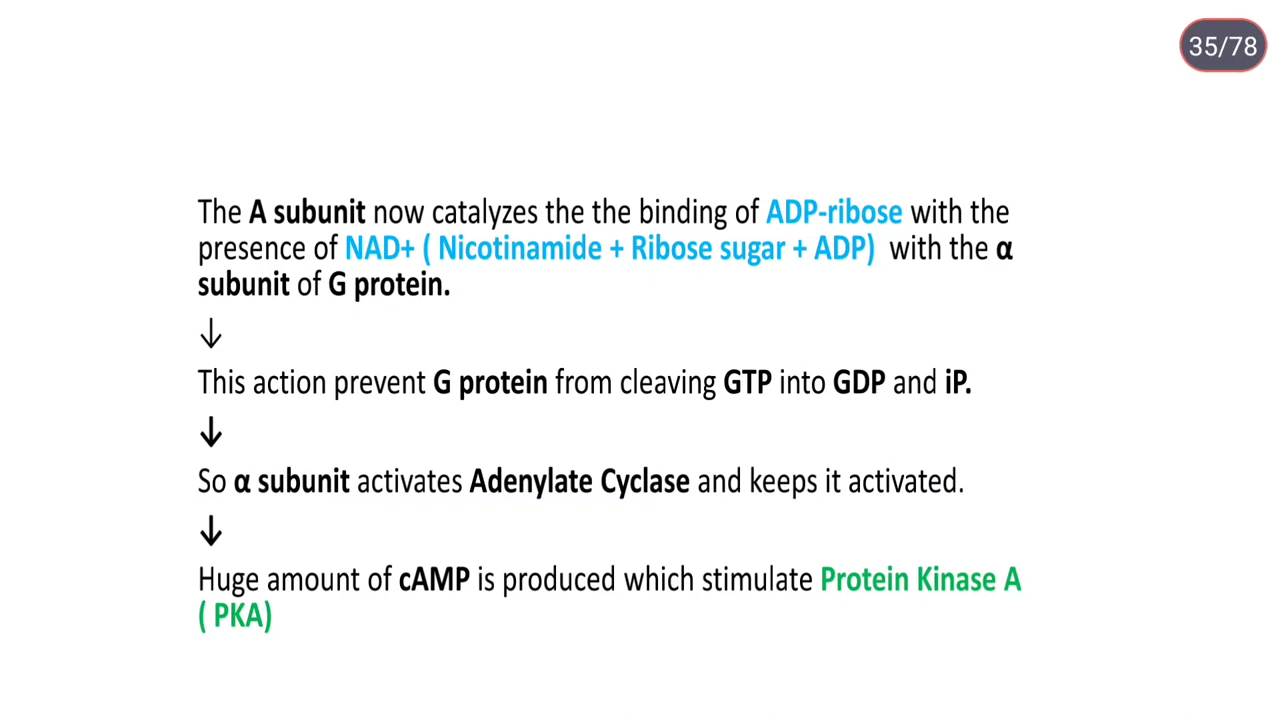 35/78
The A subunit now catalyzes the the binding of ADP-ribose with the
presence of NAD+ ( Nicotinamide + Ribose sugar + ADP) with the α
subunit of G protein.
↓
This action prevent G protein from cleaving GTP into GDP and iP.
↓
So α subunit activates Adenylate Cyclase and keeps it activated.
↓
Huge amount of cAMP is produced which stimulate Protein Kinase A
( PKA)